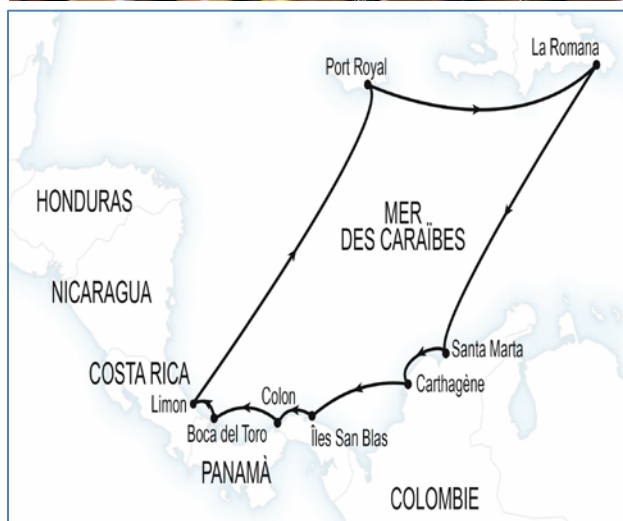 La Romana
Port Royal
HONDURAS
MER
DES CARAÏBES
NICARAGUA
Santa Marta
COSTA RICA
Carthagène
Colon
Limon
Boca del Toro
Îles San Blas
PANAMÀ
COLOMBIE